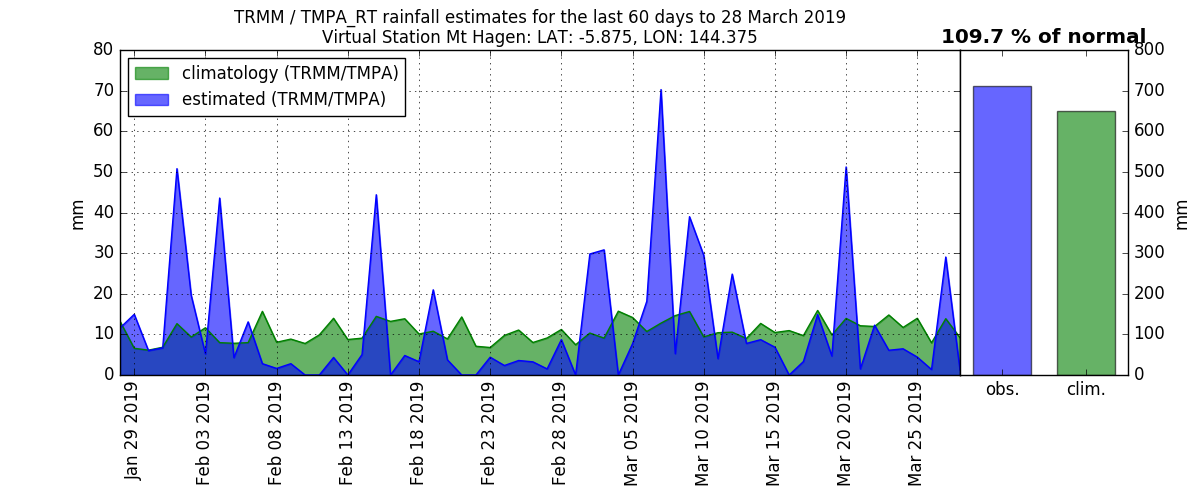 TRMM / TMPA_RT rainfall estimates for the last 60 days to 28 March 2019
Virtual Station Mt Hagen: LAT: -5.875, LON: 144.375
109.7 % of normal
climatology (TRMM/TMPA)
estimated (TRMM/TMPA)
mm
80
70
60
50
40
30
20
10
0
Jan 29 2019
Feb 03 2019
Feb 08 2019
Feb 13 2019
Feb 18 2019
Feb 23 2019
Feb 28 2019
Mar 05 2019
Mar 10 2019
Mar 15 2019
Mar 20 2019
Mar 25 2019
800
700
600
500
400
300
200
100
0
mm
obs.
clim.